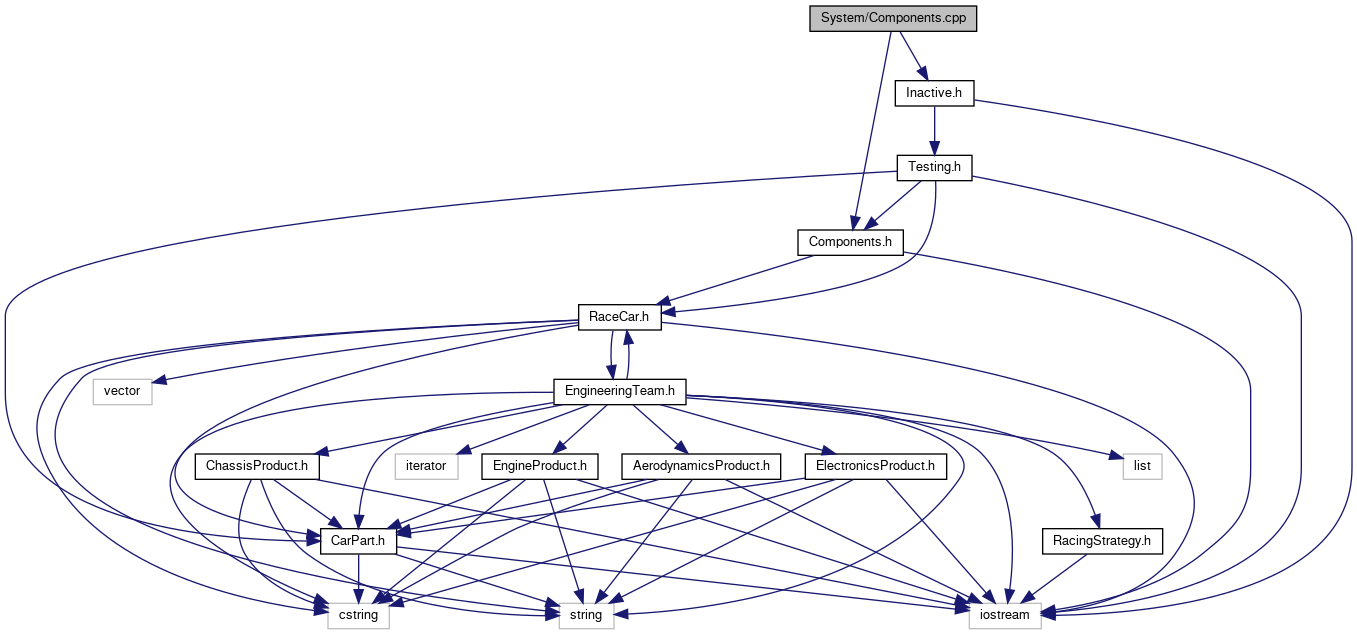 System/Components.cpp
Inactive.h
Testing.h
Components.h
RaceCar.h
vector
EngineeringTeam.h
ChassisProduct.h
iterator
EngineProduct.h
AerodynamicsProduct.h
ElectronicsProduct.h
list
CarPart.h
RacingStrategy.h
cstring
string
iostream